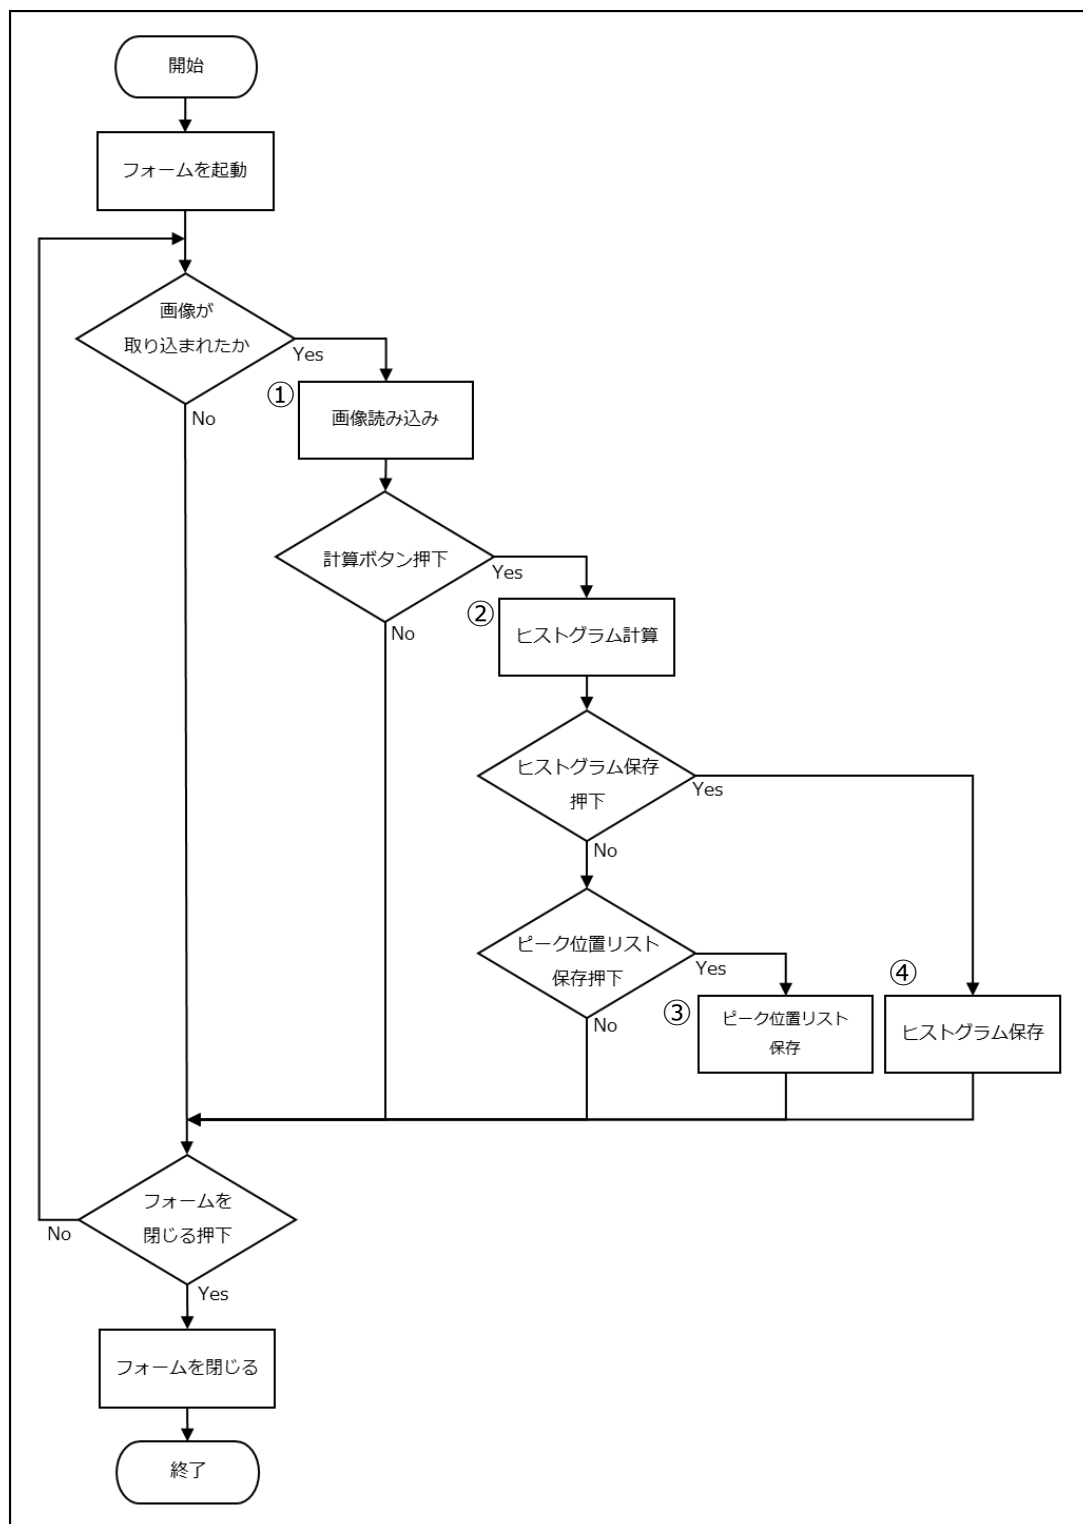 開始
フォームを起動
画像が
取り込まれたか
Yes
No
①
画像読み込み
計算ボタン押下
Yes
No
②
ヒストグラム計算
ヒストグラム保存
押下
Yes
No
ピーク位置リスト
保存押下
Yes
No
③
ピーク位置リスト
保存
④
ヒストグラム保存
フォームを
閉じる押下
No
Yes
フォームを閉じる
終了